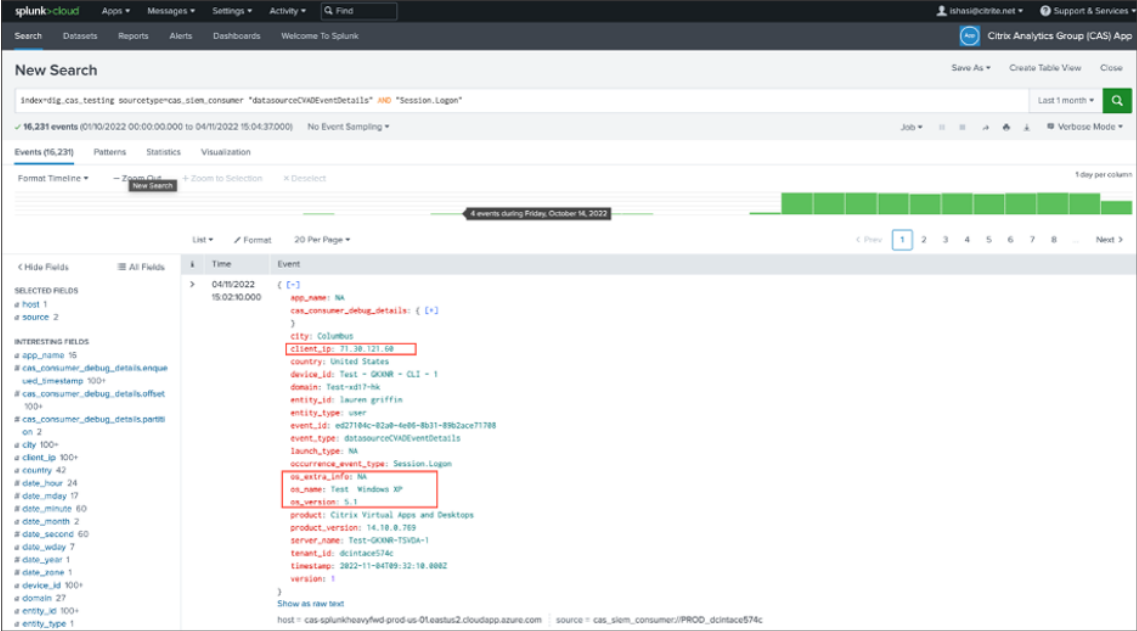 splunk>cloud Apps ▾ Messages ▾ Settings ▾ Activity ▾ Find ishasi@citrite.net ▾ Support & Services ▾
Search Datasets Reports Alerts Dashboards Welcome To Splunk App Citrix Analytics Group (CAS) App
New Search Save As ▾ Create Table View Close
index=dig_cas_testing sourcetype=cas_siem_consumer "datasourceCVADEventDetails" AND "Session.Logon" Last 1 month ▾
✓ 16,231 events (01/10/2022 00:00:00.000 to 04/11/2022 15:04:37.000) No Event Sampling ▾ Job ▾ Verbose Mode ▾
Events (16,231) Patterns Statistics Visualization
Format Timeline ▾ — Zoom Out + Zoom to Selection × Deselect 1 day per column
New Search
4 events during Friday, October 14, 2022
List ▾ Format 20 Per Page ▾ < Prev 1 2 3 4 5 6 7 8 ... Next >
< Hide Fields All Fields i Time Event
SELECTED FIELDS
a host 1
a source 2
INTERESTING FIELDS
a app_name 16
# cas_consumer_debug_details.enque
ued_timestamp 100+
# cas_consumer_debug_details.offset
100+
# cas_consumer_debug_details.partiti
on 2
a city 100+
a client_ip 100+
a country 42
# date_hour 24
# date_mday 17
# date_minute 60
a date_month 2
# date_second 60
a date_wday 7
# date_year 1
# date_zone 1
a device_id 100+
a domain 27
a entity_id 100+
a entity_type 1
> 04/11/2022
15:02:10.000
{ [-]
app_name: NA
cas_consumer_debug_details: { [+]
}
city: Columbus
client_ip: 71.30.121.60
country: United States
device_id: Test - GKXNR - CLI - 1
domain: Test-xd17-hk
entity_id: lauren griffin
entity_type: user
event_id: ed27104c-02a0-4e06-8b31-89b2ace71708
event_type: datasourceCVADEventDetails
launch_type: NA
occurrence_event_type: Session.Logon
os_extra_info: NA
os_name: Test Windows XP
os_version: 5.1
product: Citrix Virtual Apps and Desktops
product_version: 14.10.0.769
server_name: Test-GKXNR-TSVDA-1
tenant_id: dcintace574c
timestamp: 2022-11-04T09:32:10.000Z
version: 1
}
Show as raw text
host = cas-splunkheavyfwd-prod-us-01.eastus2.cloudapp.azure.com source = cas_siem_consumer://PROD_dcintace574c